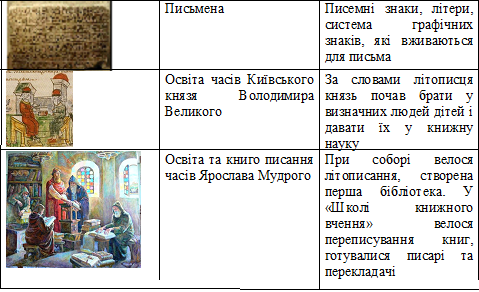 Письмена
Писемні знаки, літери,
система графічних
знаків, які вживаються
для письма
Освіта часів Київського
князя Володимира
Великого
За словами літописця
князь почав брати у
визначних людей дітей і
давати їх у книжну
науку
Освіта та книго писання
часів Ярослава Мудрого
При соборі велося
літописання, створена
перша бібліотека. У
«Школі книжного
вчення» велося
переписування книг,
готувалися писарі та
перекладачі